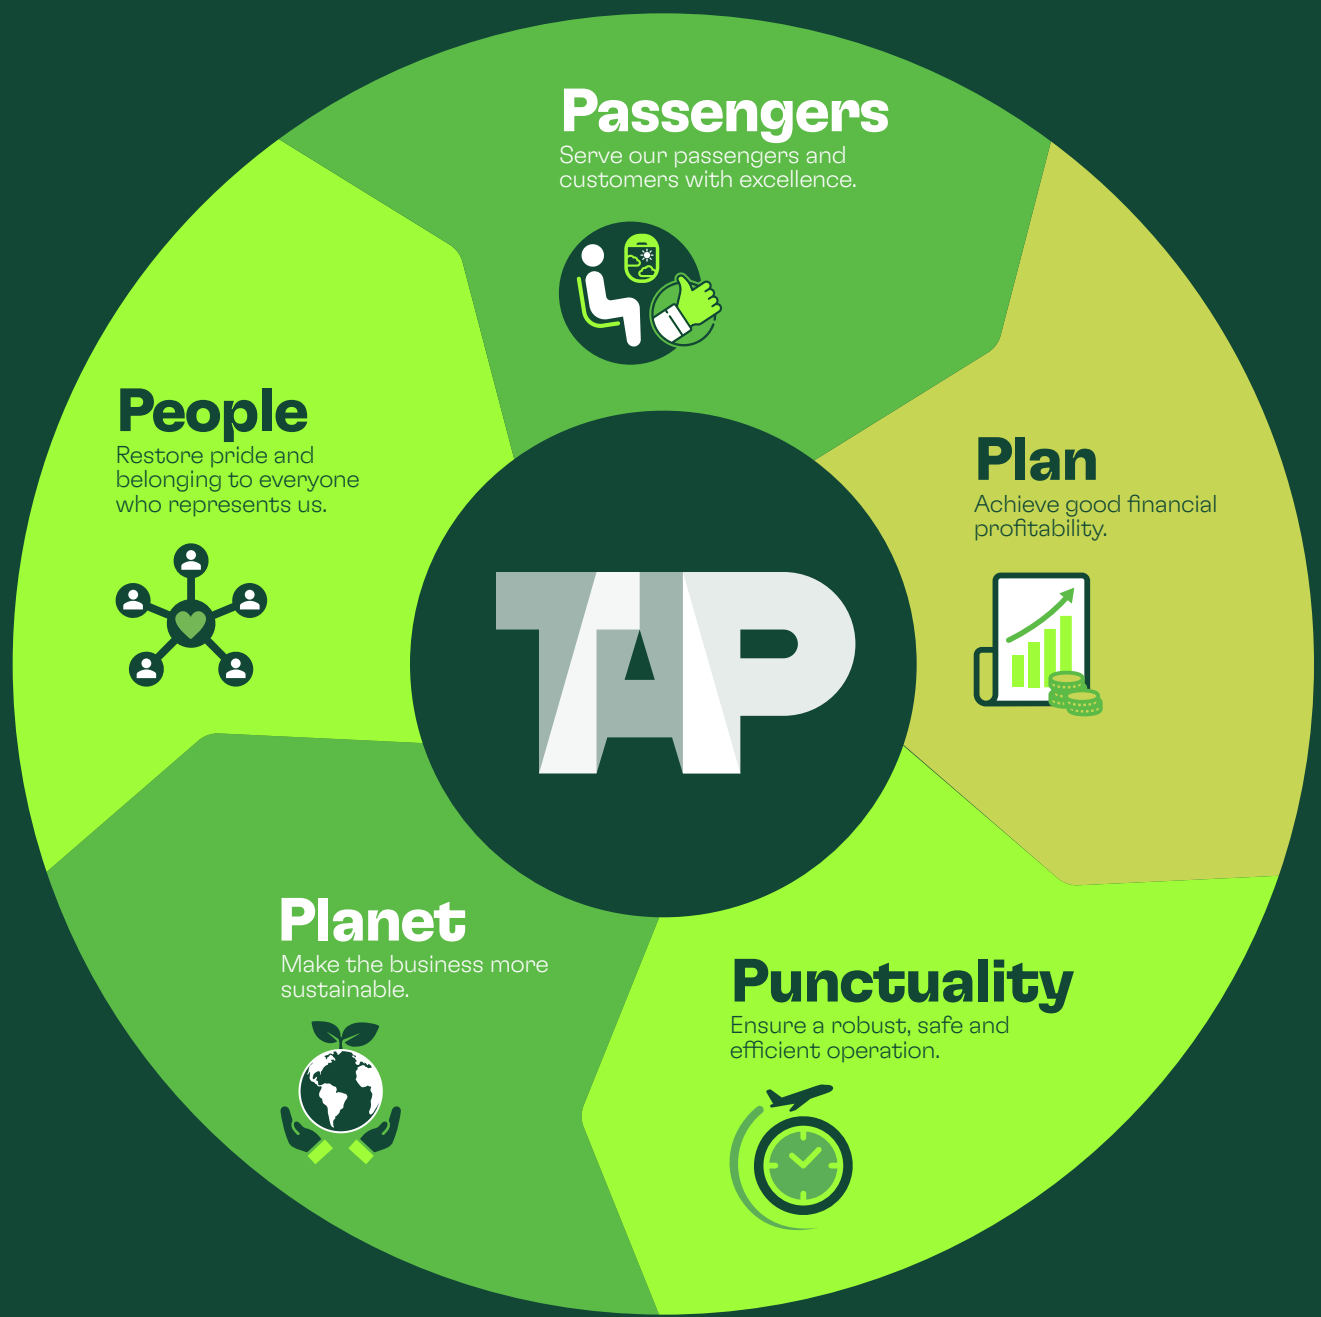 Passengers
Serve our passengers and
customers with excellence.
People
Restore pride and
belonging to everyone
who represents us.
Plan
Achieve good financial
profitability.
TAP
Planet
Make the business more
sustainable.
Punctuality
Ensure a robust, safe and
efficient operation.